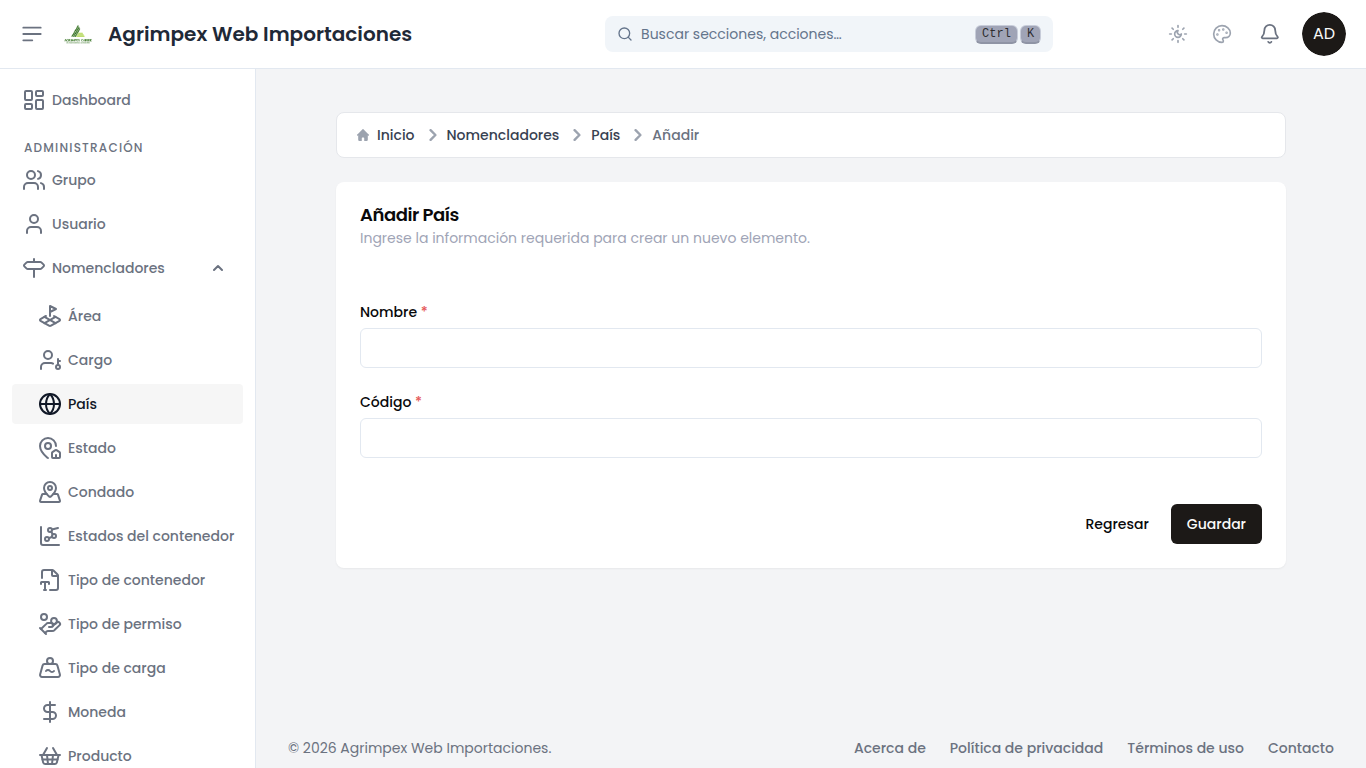 Agrimpex Web Importaciones
Buscar secciones, acciones...
Ctrl K
AD
Dashboard
ADMINISTRACIÓN
Grupo
Usuario
Nomencladores
Área
Cargo
País
Estado
Condado
Estados del contenedor
Tipo de contenedor
Tipo de permiso
Tipo de carga
Moneda
Producto
Inicio > Nomencladores > País > Añadir
Añadir País
Ingrese la información requerida para crear un nuevo elemento.
Nombre *
Código *
Regresar
Guardar
© 2026 Agrimpex Web Importaciones.
Acerca de
Política de privacidad
Términos de uso
Contacto